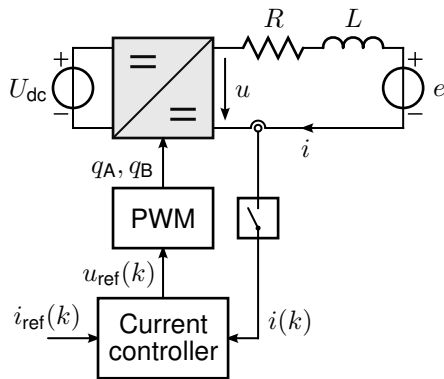 R
L
+
−
U_dc
=
=
u
+
−
e
i
q_A, q_B
PWM
u_ref(k)
i_ref(k)
Current
controller
i(k)